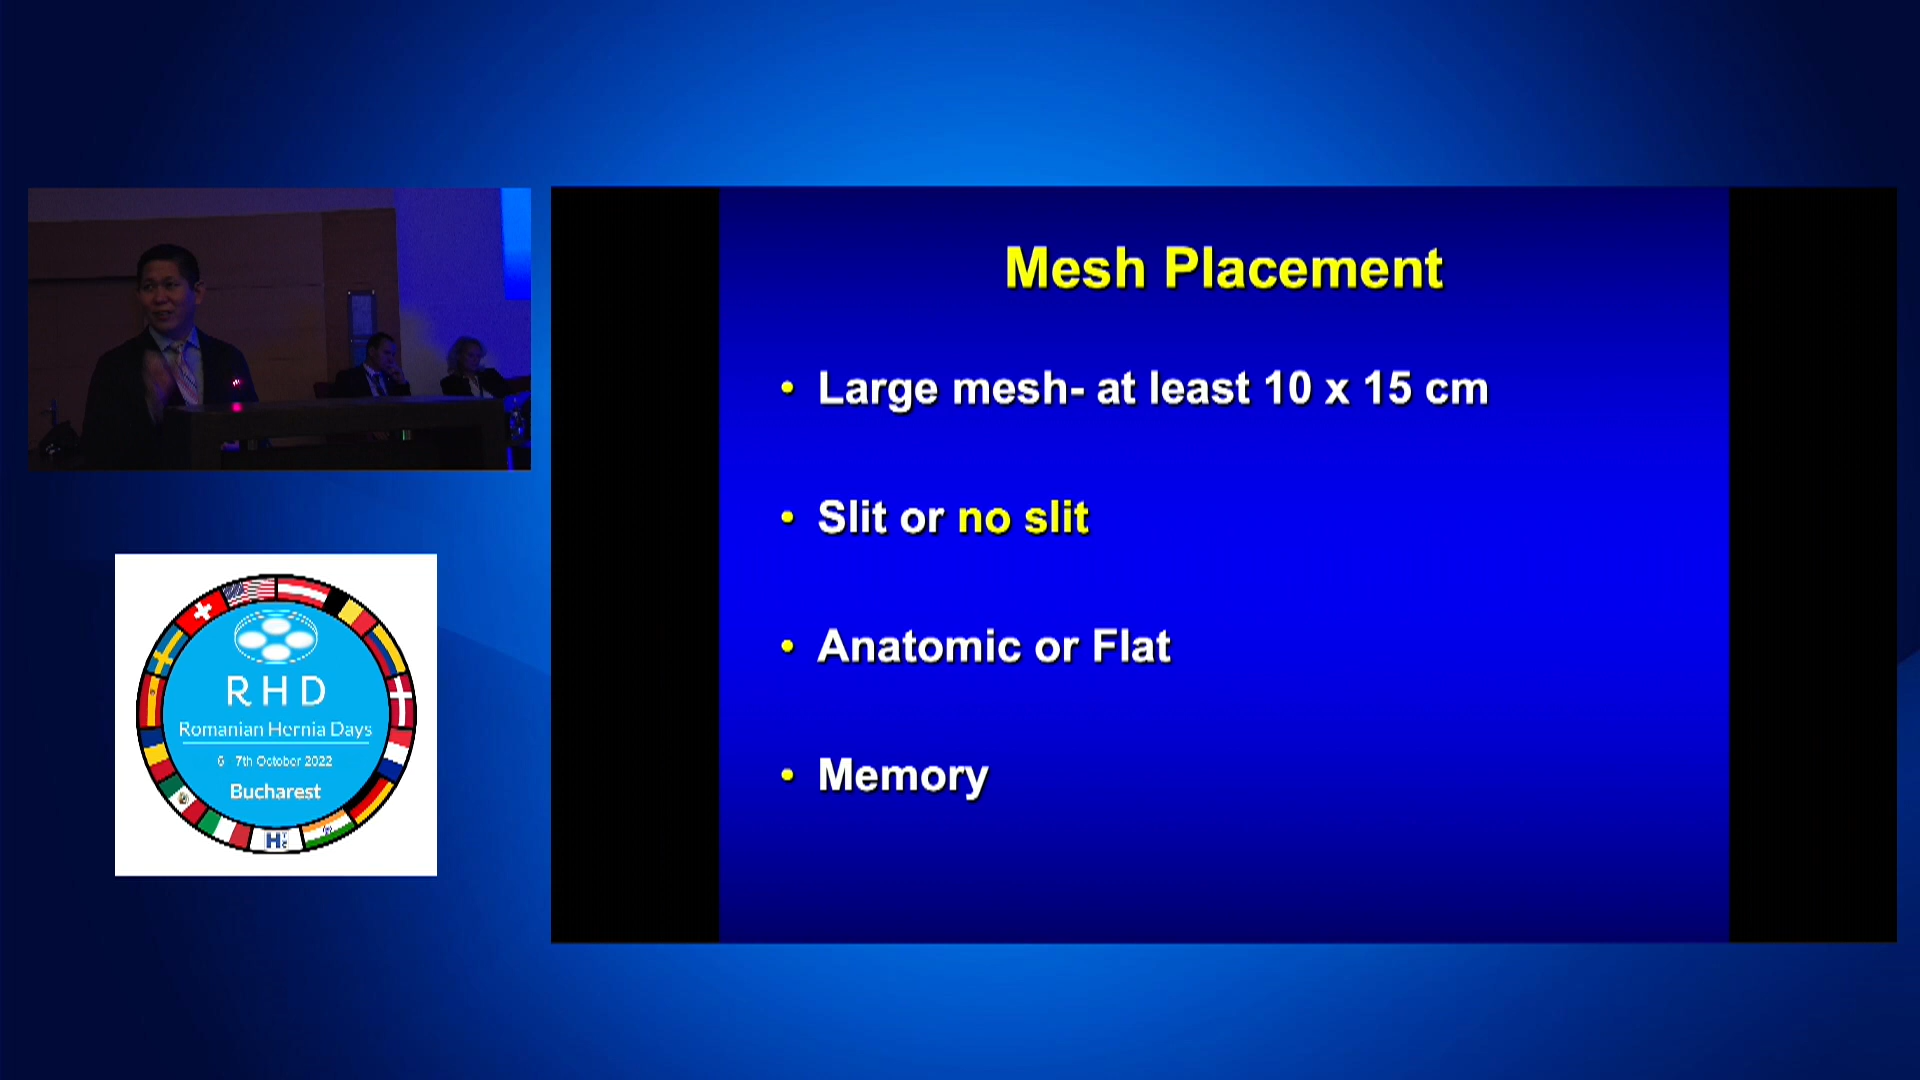 Mesh Placement
• Large mesh- at least 10 x 15 cm
• Slit or no slit
• Anatomic or Flat
• Memory
RHD
Romanian Hernia Days
6 7th October 2022
Bucharest